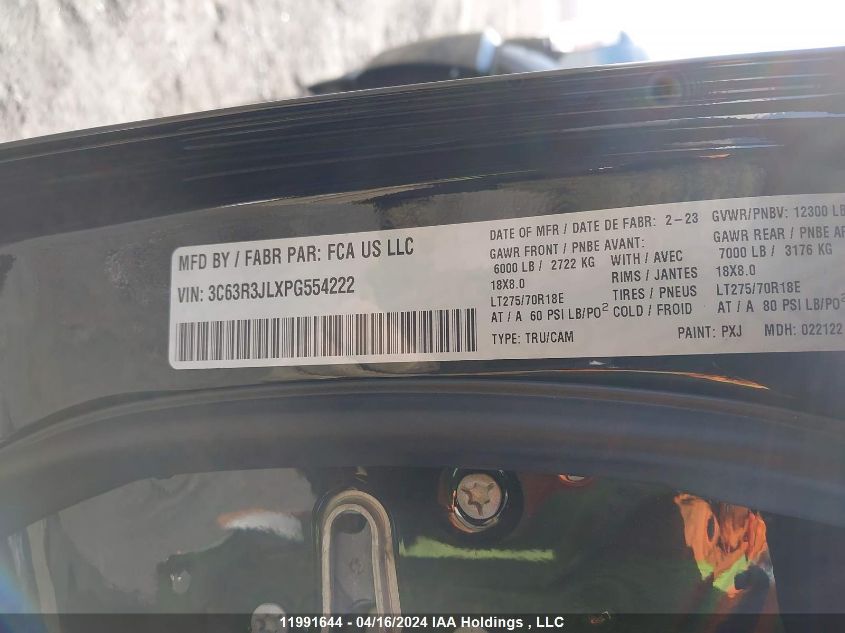 MFD BY / FABR PAR: FCA US LLC
VIN: 3C63R3JLXPG554222
DATE OF MFR / DATE DE FABR: 2-23 GVWR/PNBV: 12300 LB
GAWR FRONT / PNBE AVANT: GAWR REAR / PNBE AR
6000 LB / 2722 KG WITH / AVEC 7000 LB / 3176 KG
18X8.0 RIMS / JANTES 18X8.0
LT275/70R18E TIRES / PNEUS LT275/70R18E
AT / A 60 PSI LB/PO² COLD / FROID AT / A 80 PSI LB/PO²
TYPE: TRU/CAM PAINT: PXJ MDH: 022122
11991644 - 04/16/2024 IAA Holdings , LLC